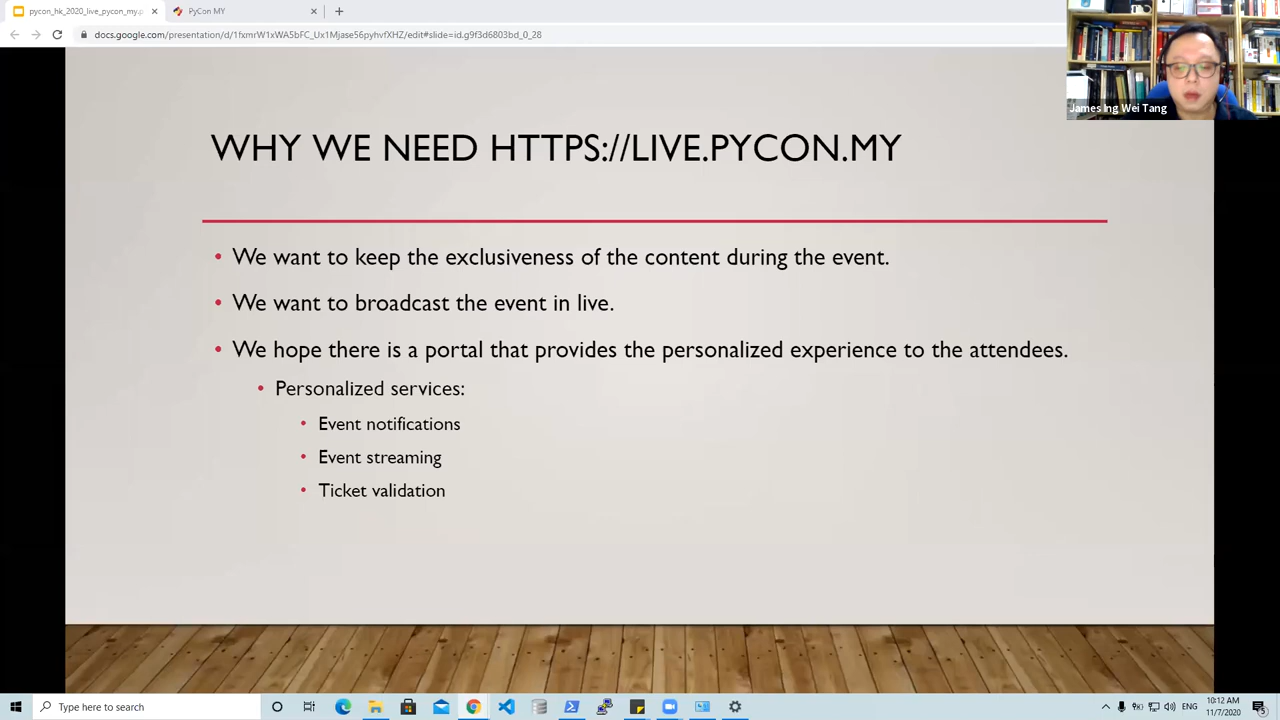 pycon_hk_2020_live_pycon_my.p
PyCon MY
docs.google.com/presentation/d/1fxmrW1xWA5bFC_Ux1Mjase56pyhvfXHZ/edit#slide=id.g9f3d6803bd_0_28
James Ing Wei Tang
WHY WE NEED HTTPS://LIVE.PYCON.MY
• We want to keep the exclusiveness of the content during the event.
• We want to broadcast the event in live.
• We hope there is a portal that provides the personalized experience to the attendees.
• Personalized services:
• Event notifications
• Event streaming
• Ticket validation
Type here to search
ENG
10:12 AM
11/7/2020
5